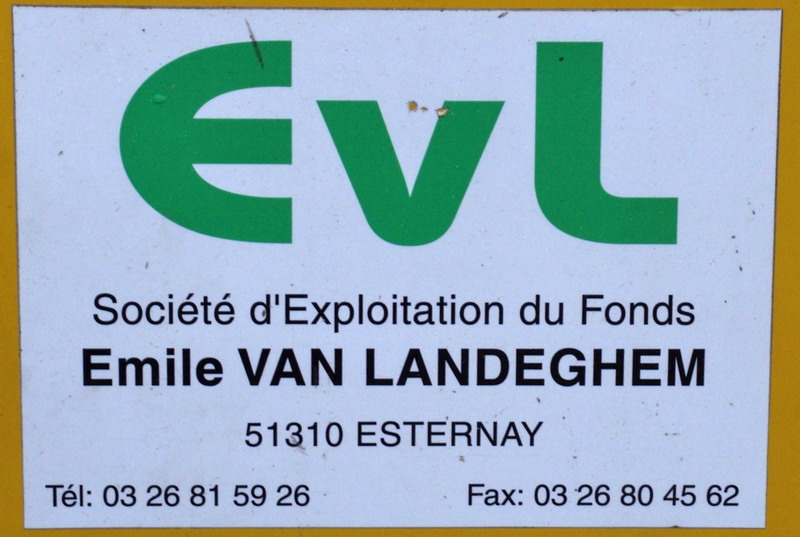 EvL
Société d'Exploitation du Fonds
Emile VAN LANDEGHEM
51310 ESTERNAY
Tél: 03 26 81 59 26 Fax: 03 26 80 45 62